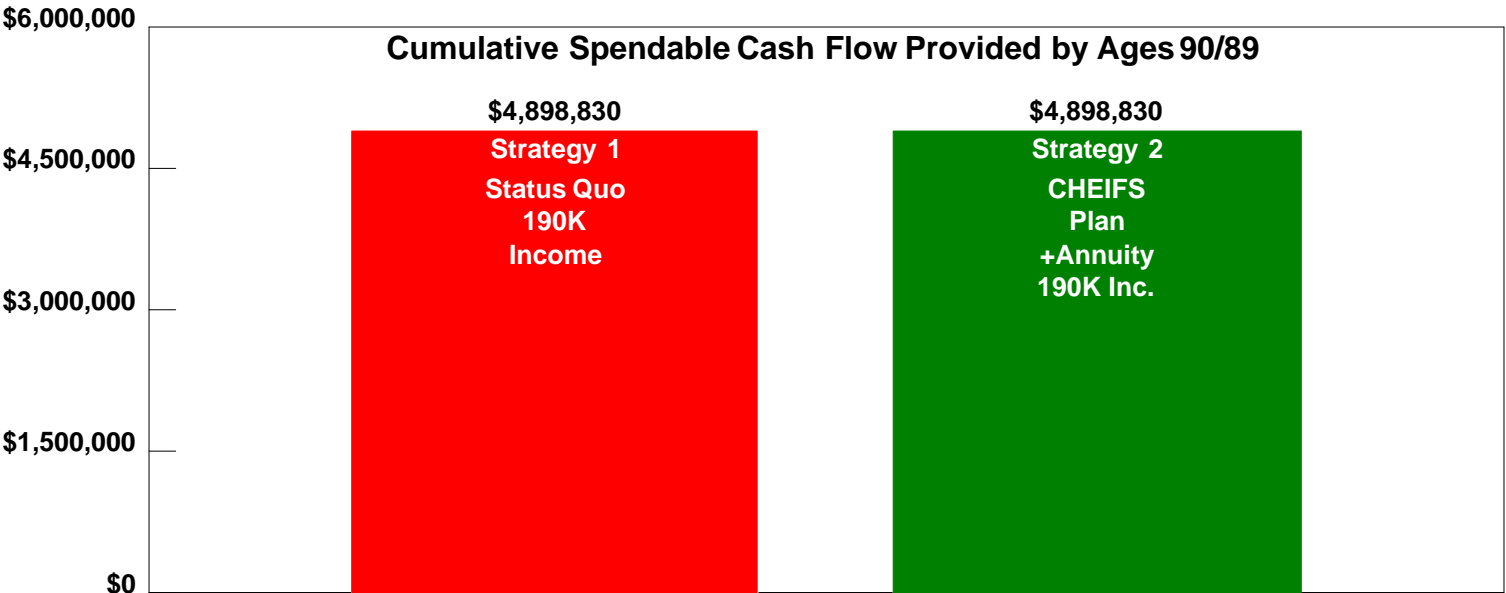 $6,000,000
Cumulative Spendable Cash Flow Provided by Ages 90/89
$4,898,830
$4,898,830
$4,500,000
Strategy 1
Status Quo
190K
Income
Strategy 2
CHEIFS
Plan
+Annuity
190K Inc.
$3,000,000
$1,500,000
$0